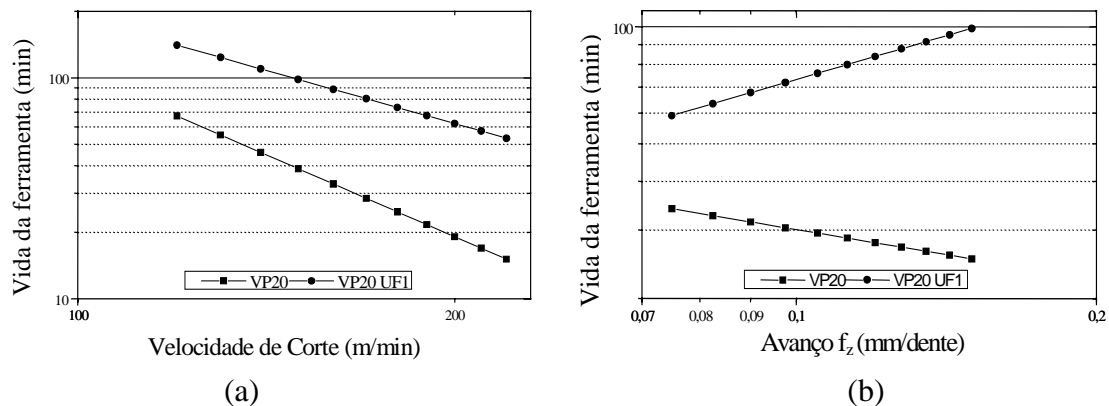 Vida da ferramenta (min)
100
10
VP20 VP20 UF1
100 200
Velocidade de Corte (m/min)
(a)
Vida da ferramenta (min)
100
VP20 VP20 UF1
0,07 0,08 0,09 0,1 0,2
Avanço fz (mm/dente)
(b)